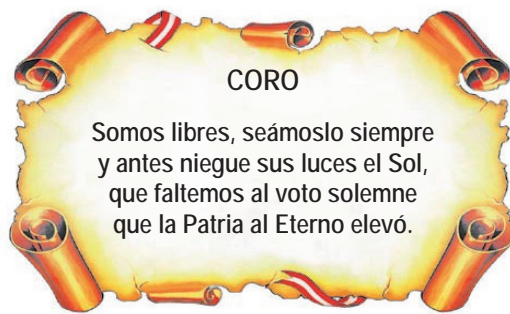 CORO
Somos libres, seámoslo siempre
y antes niegue sus luces el Sol,
que faltemos al voto solemne
que la Patria al Eterno elevó.